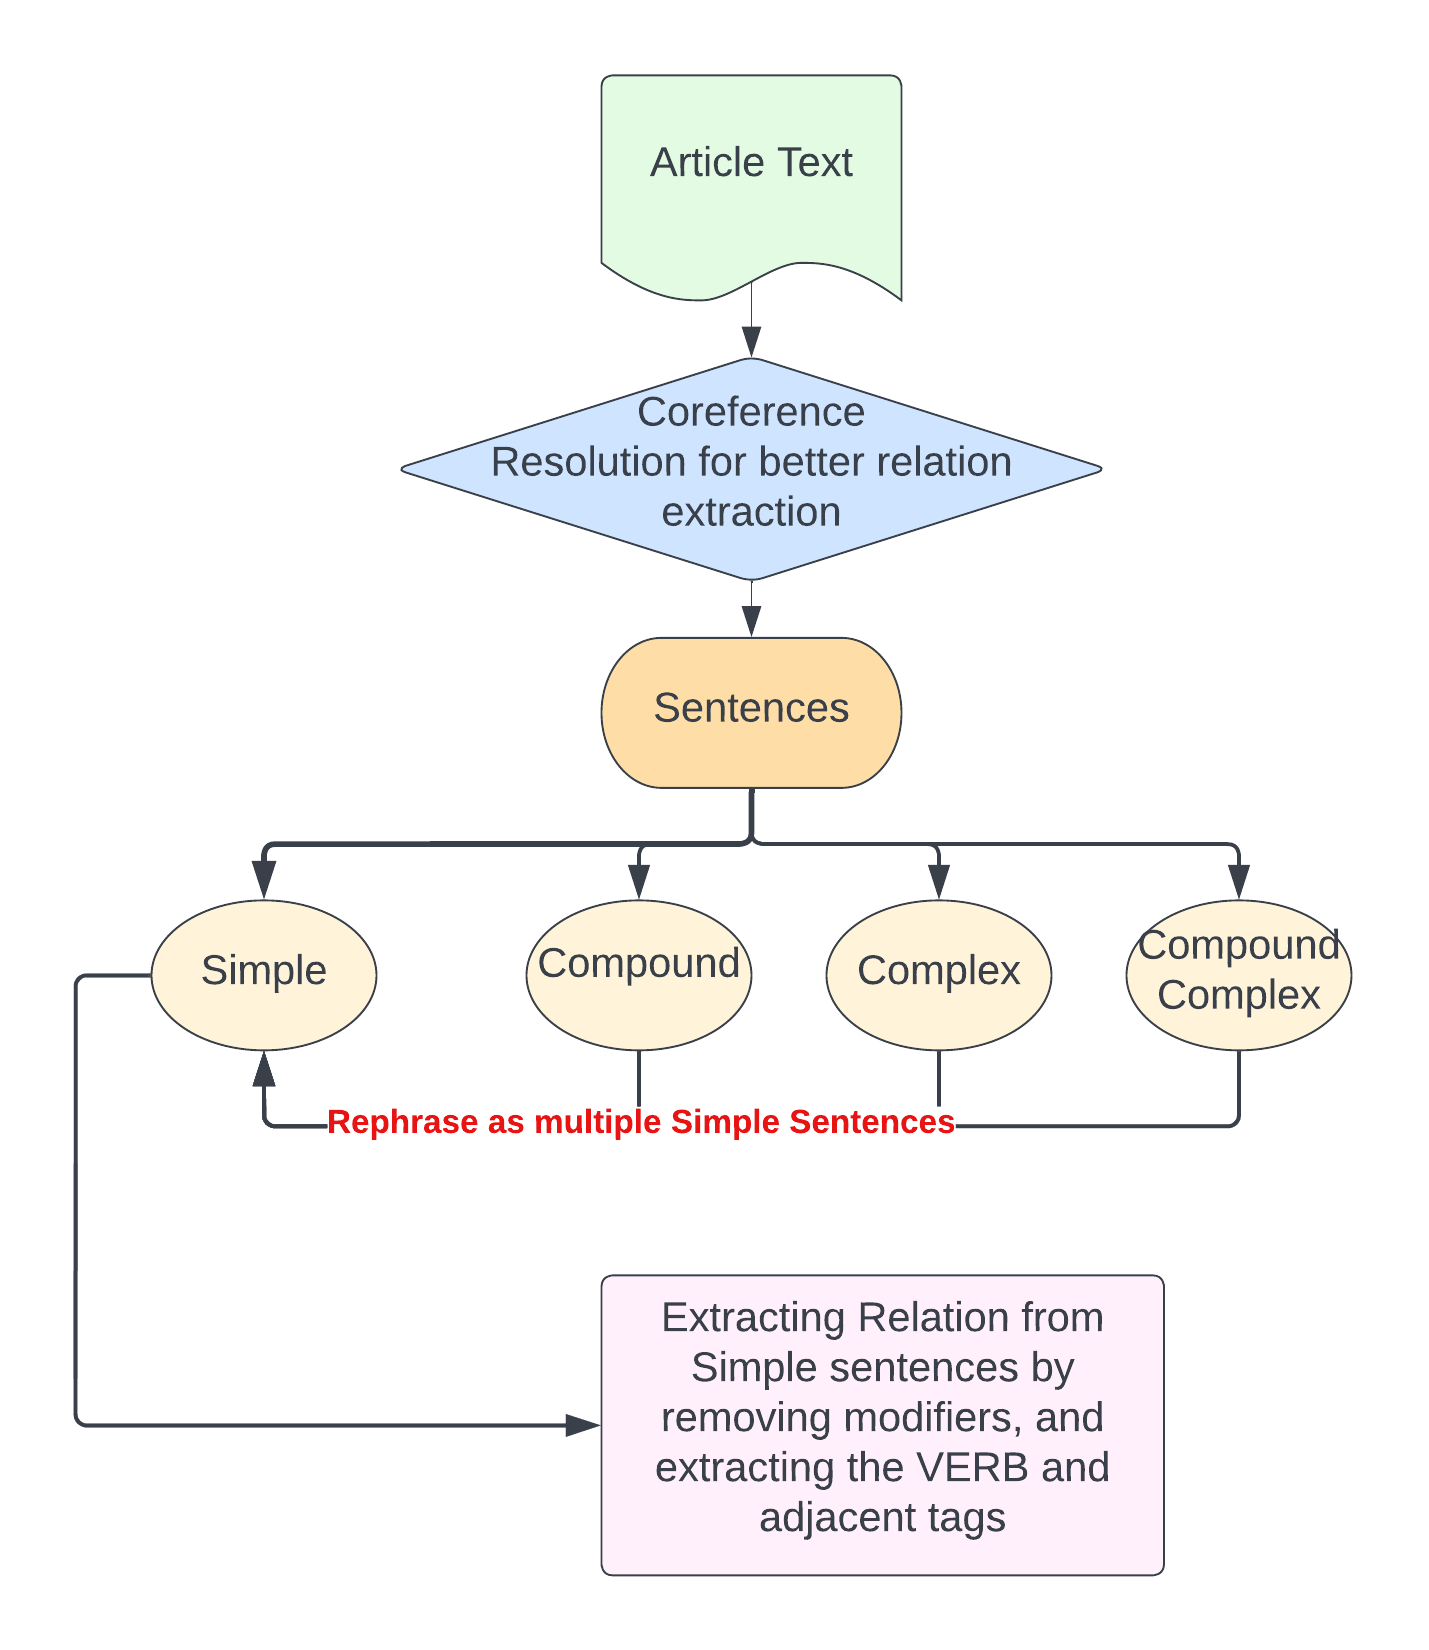 Article Text
Coreference
Resolution for better relation
extraction
Sentences
Simple
Compound
Complex
Compound
Complex
Rephrase as multiple Simple Sentences
Extracting Relation from
Simple sentences by
removing modifiers, and
extracting the VERB and
adjacent tags